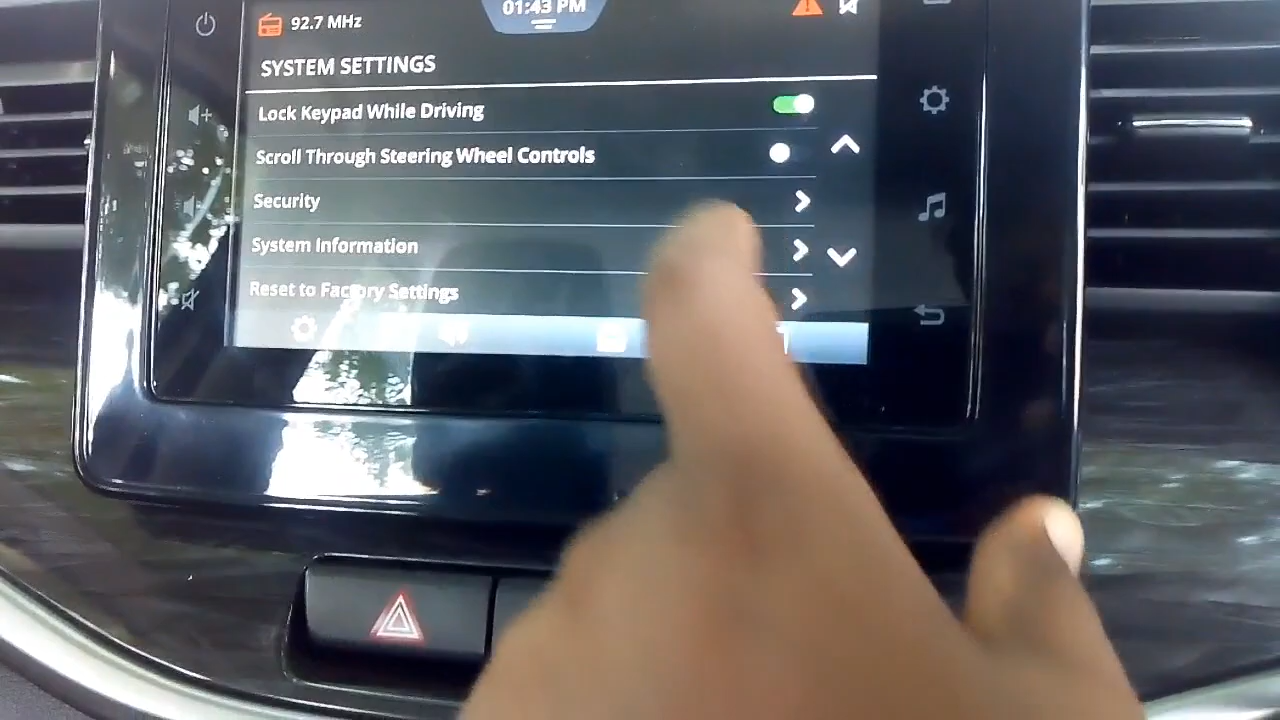 01:43 PM
92.7 MHz
SYSTEM SETTINGS
Lock Keypad While Driving
Scroll Through Steering Wheel Controls
Security
System Information
Reset to Factory Settings